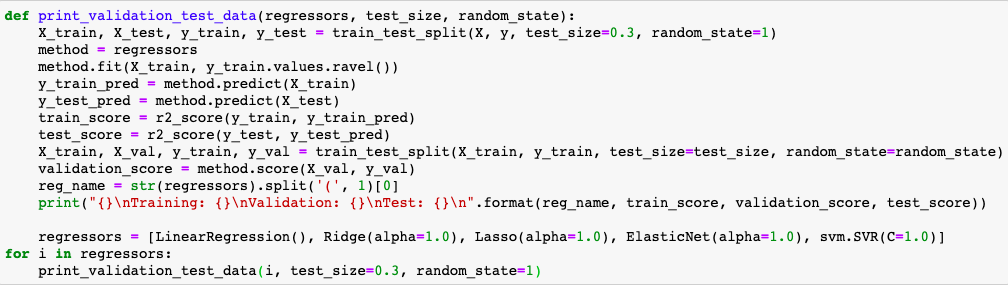 def print_validation_test_data(regressors, test_size, random_state):
    X_train, X_test, y_train, y_test = train_test_split(X, y, test_size=0.3, random_state=1)
    method = regressors
    method.fit(X_train, y_train.values.ravel())
    y_train_pred = method.predict(X_train)
    y_test_pred = method.predict(X_test)
    train_score = r2_score(y_train, y_train_pred)
    test_score = r2_score(y_test, y_test_pred)
    X_train, X_val, y_train, y_val = train_test_split(X_train, y_train, test_size=test_size, random_state=random_state)
    validation_score = method.score(X_val, y_val)
    reg_name = str(regressors).split('(', 1)[0]
    print("{}\nTraining: {}\nValidation: {}\nTest: {}\n".format(reg_name, train_score, validation_score, test_score))

    regressors = [LinearRegression(), Ridge(alpha=1.0), Lasso(alpha=1.0), ElasticNet(alpha=1.0), svm.SVR(C=1.0)]
for i in regressors:
    print_validation_test_data(i, test_size=0.3, random_state=1)